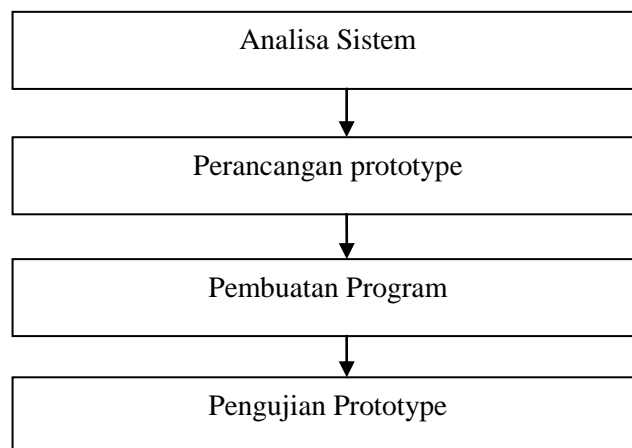 Analisa Sistem
Perancangan prototype
Pembuatan Program
Pengujian Prototype